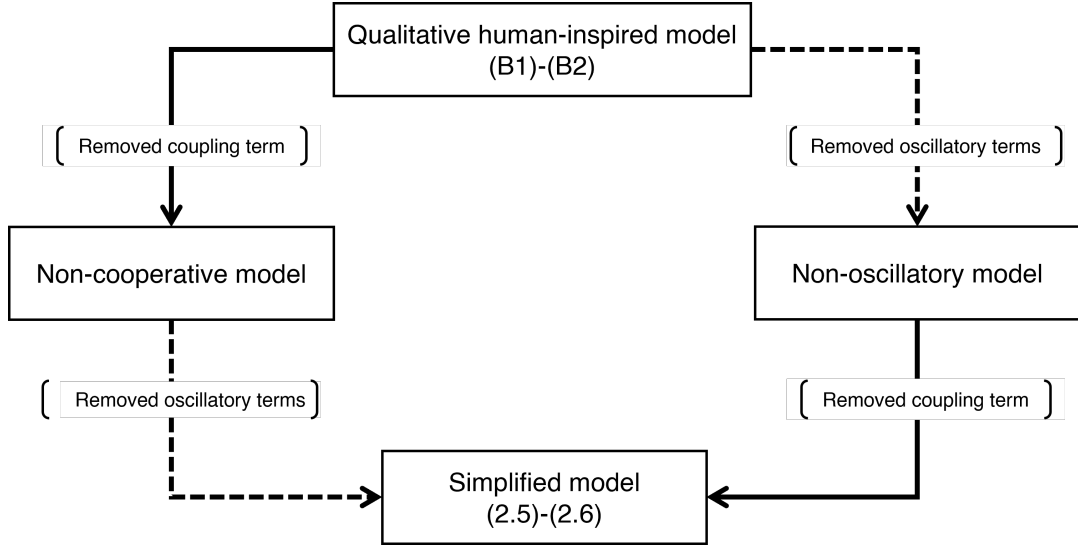 Qualitative human-inspired model
(B1)-(B2)
Removed coupling term
Removed oscillatory terms
Non-cooperative model
Non-oscillatory model
Removed oscillatory terms
Removed coupling term
Simplified model
(2.5)-(2.6)